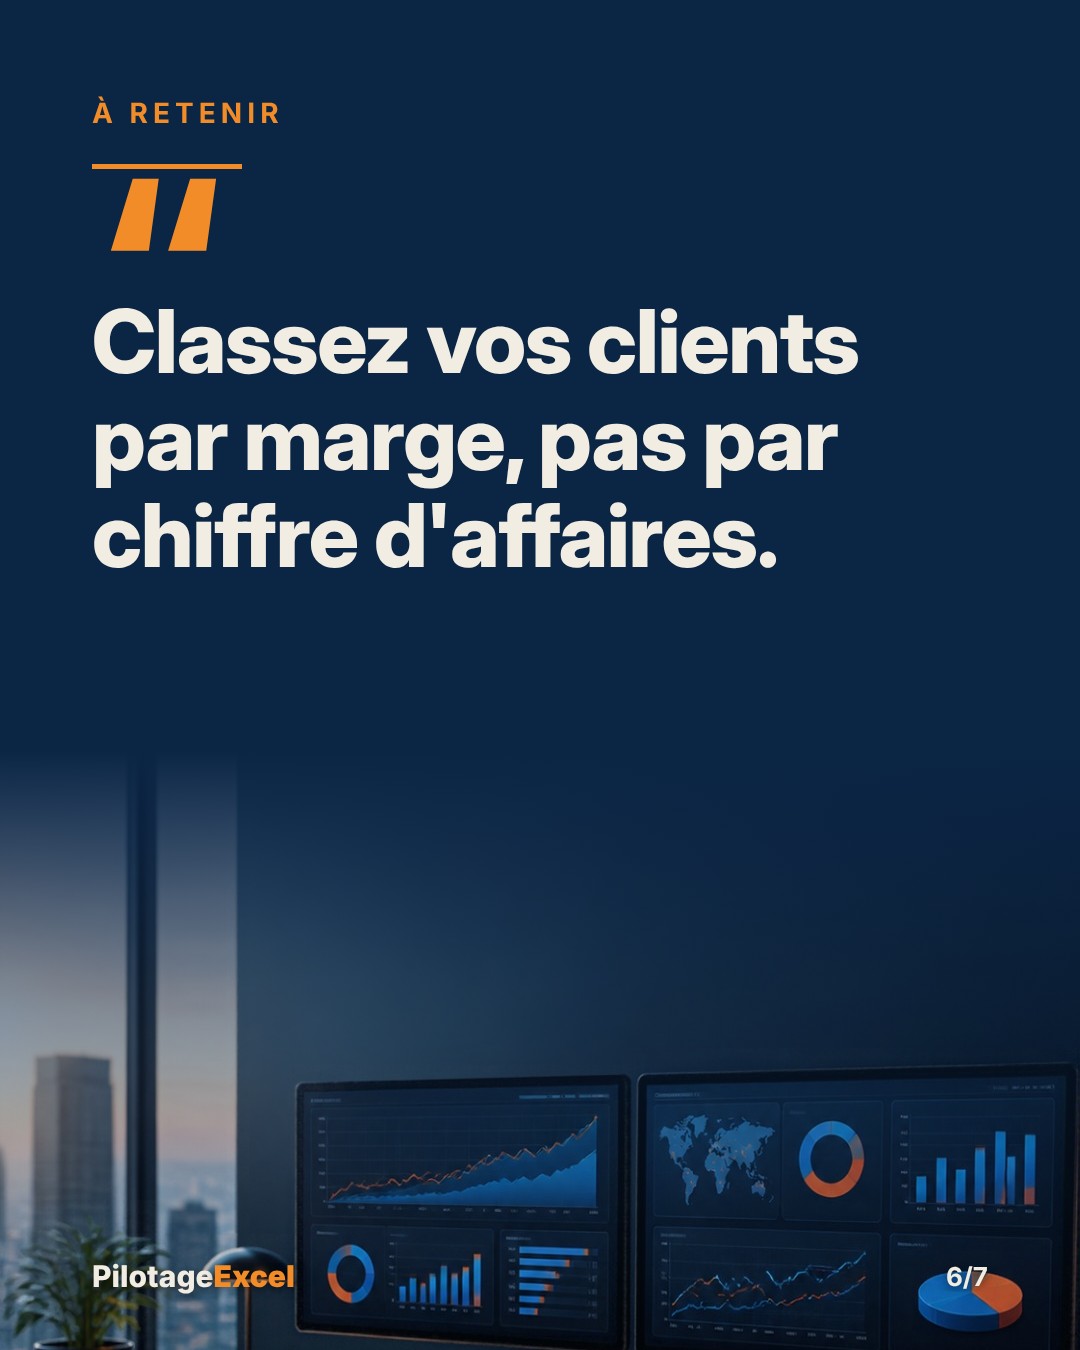 À RETENIR
"
Classez vos clients
par marge, pas par
chiffre d'affaires.
PilotageExcel
6/7